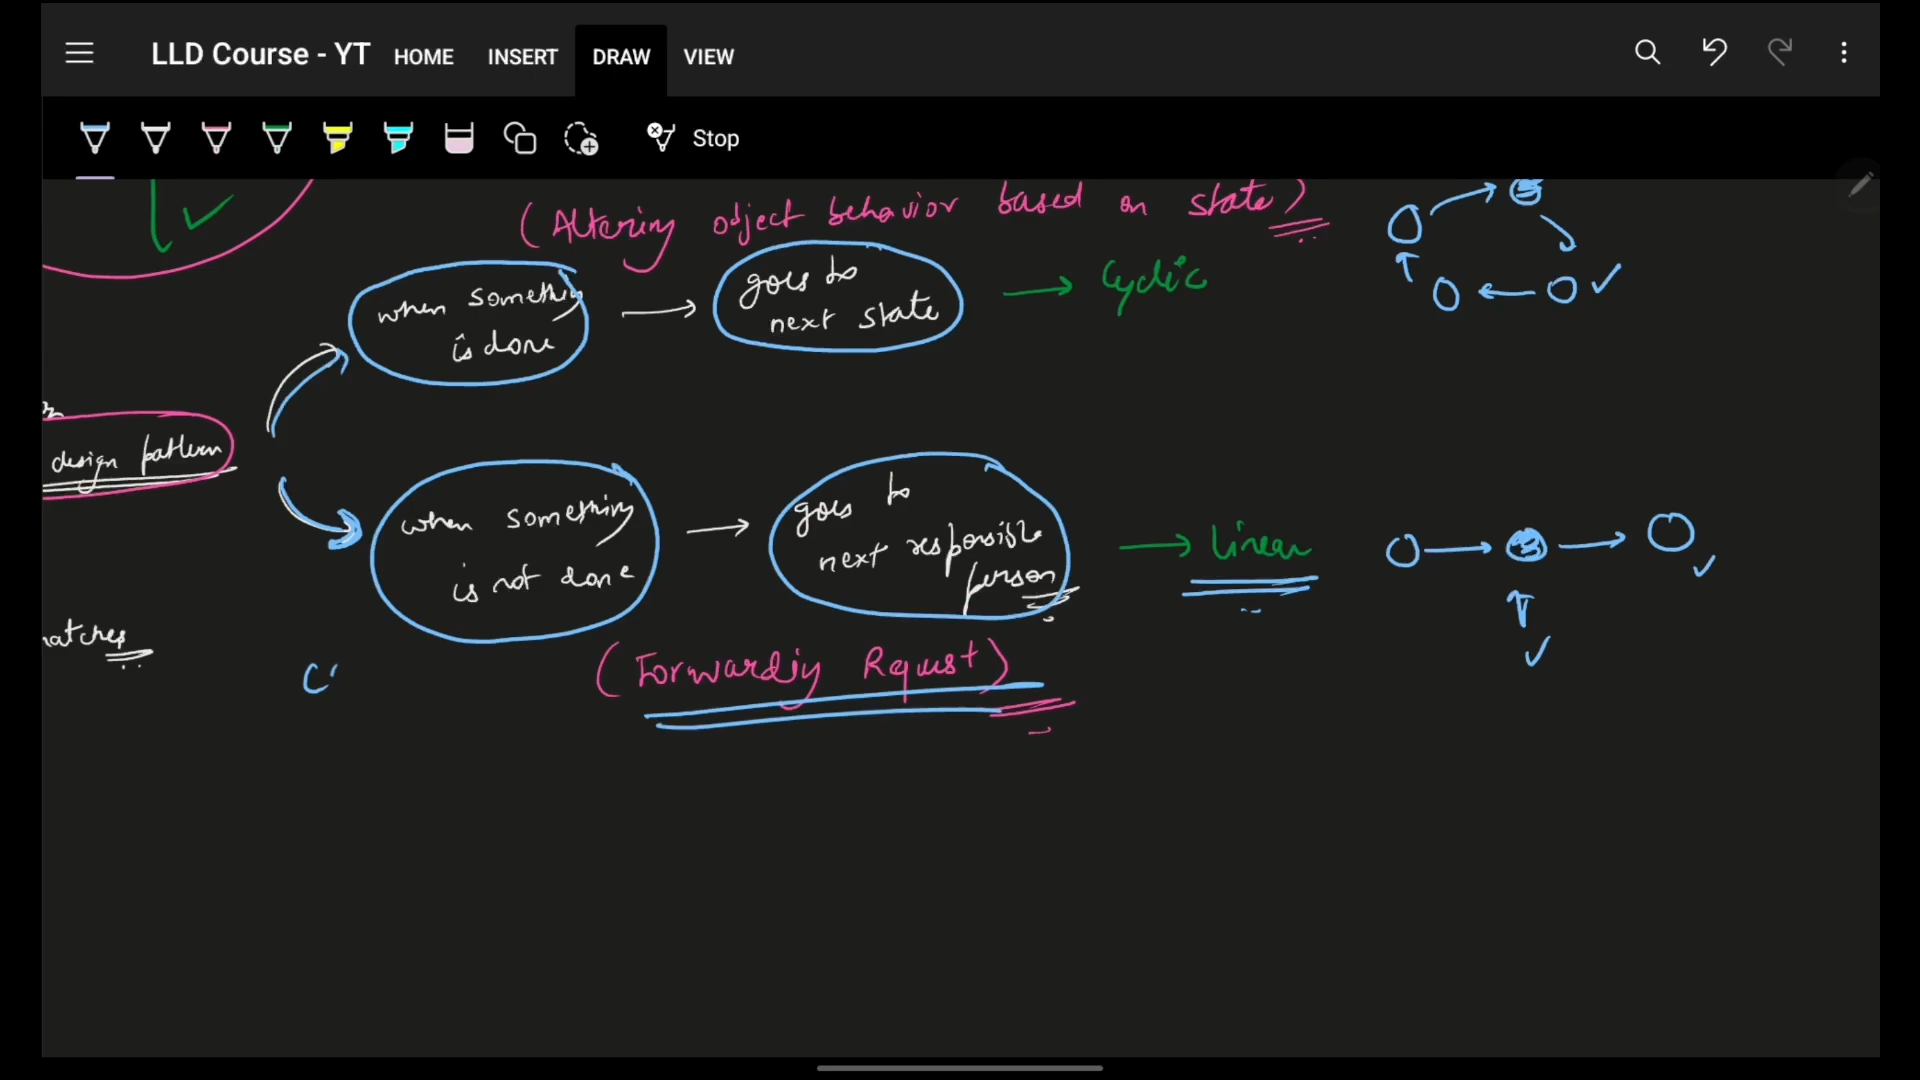 LLD Course - YT HOME INSERT DRAW VIEW
Stop
(Altering object behavior based on state)
when something
is done
goes to
next state
Cyclic
design pattern
when something
is not done
goes to
next responsible
person
linear
natches
(Forwarding Request)